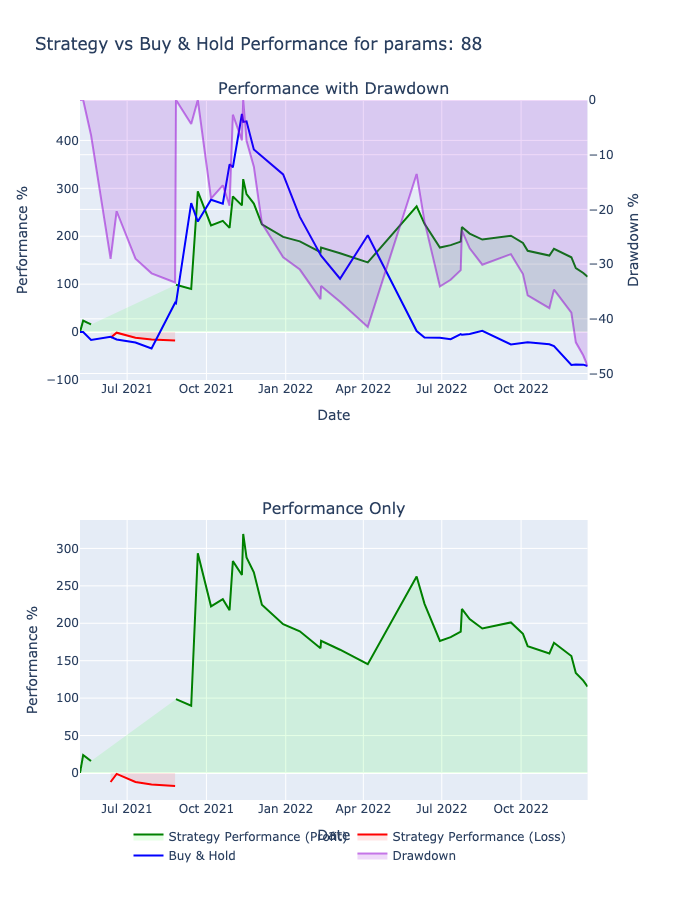 Strategy vs Buy & Hold Performance for params: 88
Performance with Drawdown
400
300
200
100
0
−100
Performance %
0
−10
−20
−30
−40
−50
Drawdown %
Jul 2021 Oct 2021 Jan 2022 Apr 2022 Jul 2022 Oct 2022
Date
Performance Only
300
250
200
150
100
50
0
Performance %
Jul 2021 Oct 2021 Jan 2022 Apr 2022 Jul 2022 Oct 2022
Date
Strategy Performance (Profit) Strategy Performance (Loss)
Buy & Hold Drawdown